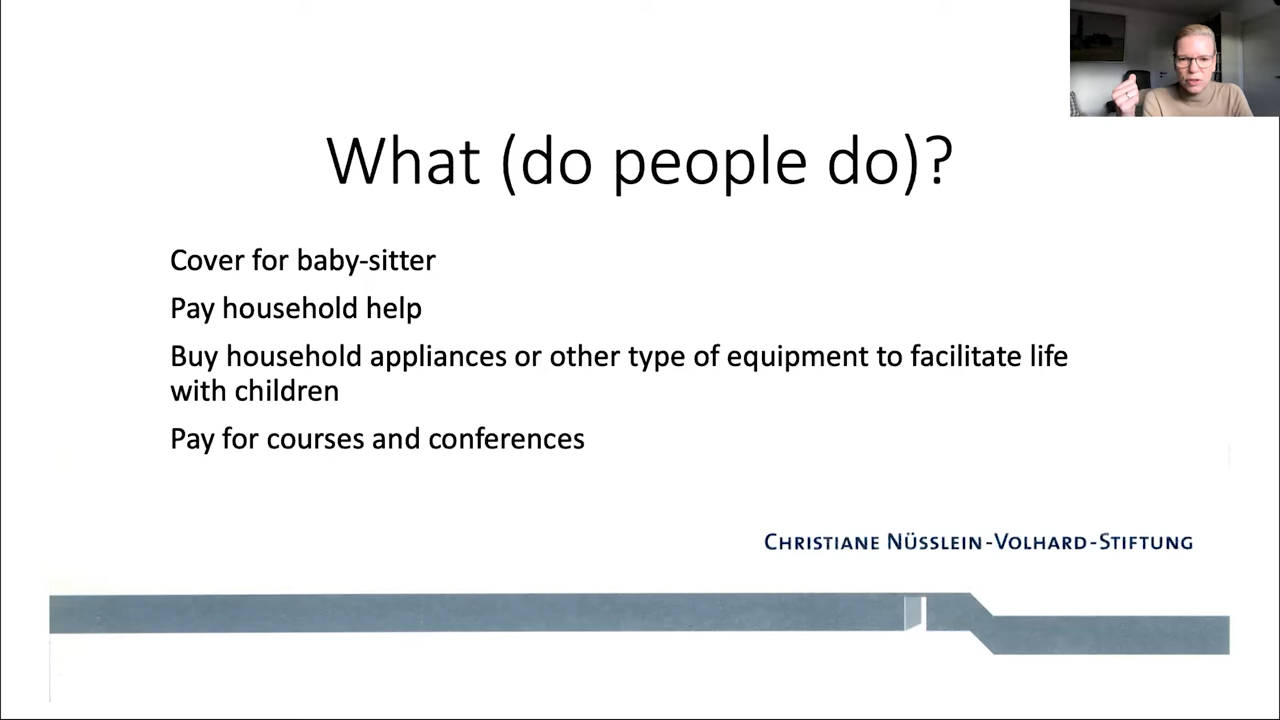 What (do people do)?
Cover for baby-sitter
Pay household help
Buy household appliances or other type of equipment to facilitate life
with children
Pay for courses and conferences
CHRISTIANE NÜSSLEIN-VOLHARD-STIFTUNG